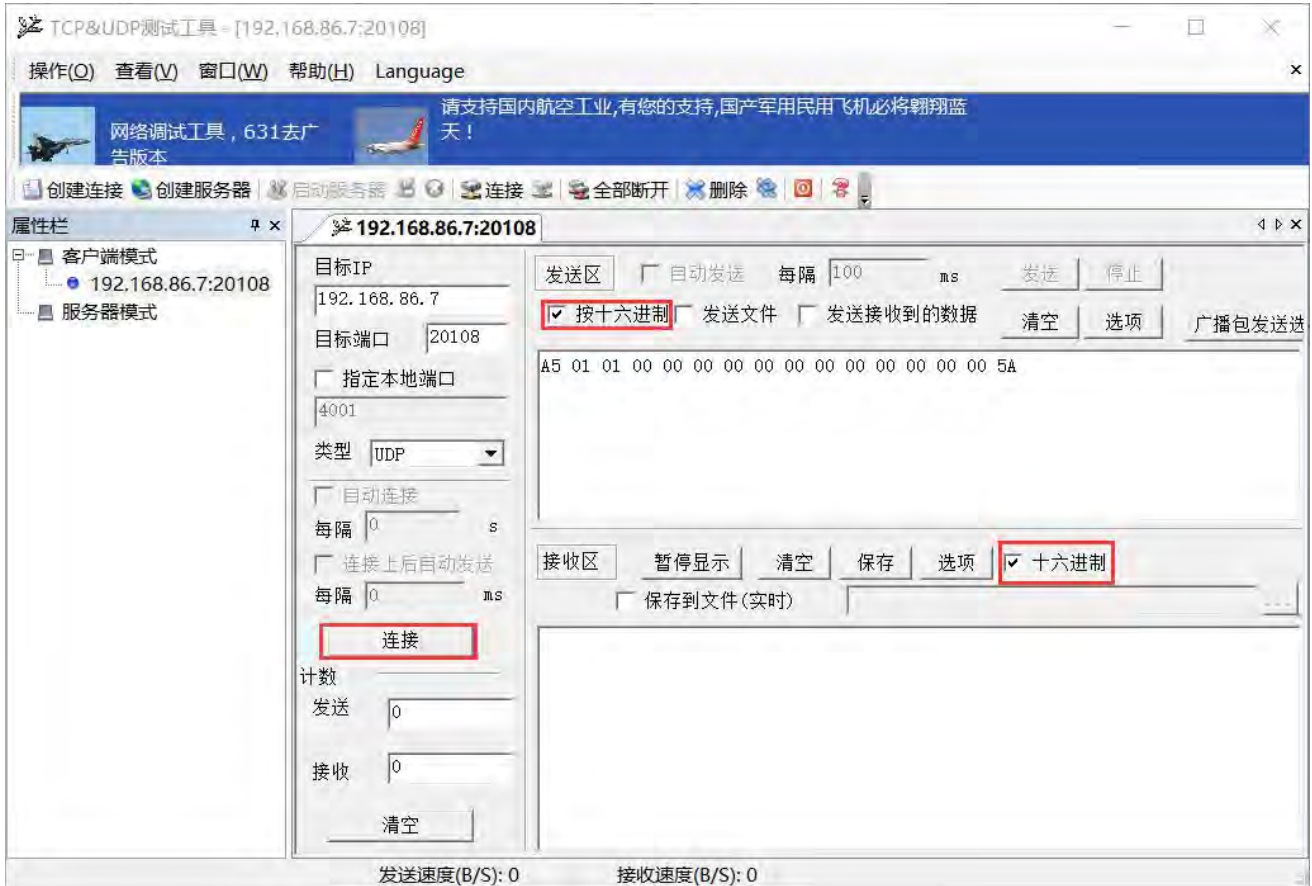 TCP&UDP测试工具 - [192.168.86.7:20108]
操作(O) 查看(V) 窗口(W) 帮助(H) Language
网络调试工具，631去广
告版本
请支持国内航空工业,有您的支持,国产军用民用飞机必将翱翔蓝
天！
创建连接 创建服务器 启动服务器 连接 全部断开 删除
属性栏
客户端模式
192.168.86.7:20108
服务器模式
192.168.86.7:20108
目标IP
192.168.86.7
目标端口 20108
指定本地端口
4001
类型 UDP
自动连接
每隔 0 s
连接上后自动发送
每隔 0 ms
连接
计数
发送 0
接收 0
清空
发送区 自动发送 每隔 100 ms 发送 停止
按十六进制 发送文件 发送接收到的数据 清空 选项 广播包发送选
A5 01 01 00 00 00 00 00 00 00 00 00 00 00 00 5A
接收区 暂停显示 清空 保存 选项 十六进制
保存到文件(实时) ...
发送速度(B/S): 0 接收速度(B/S): 0